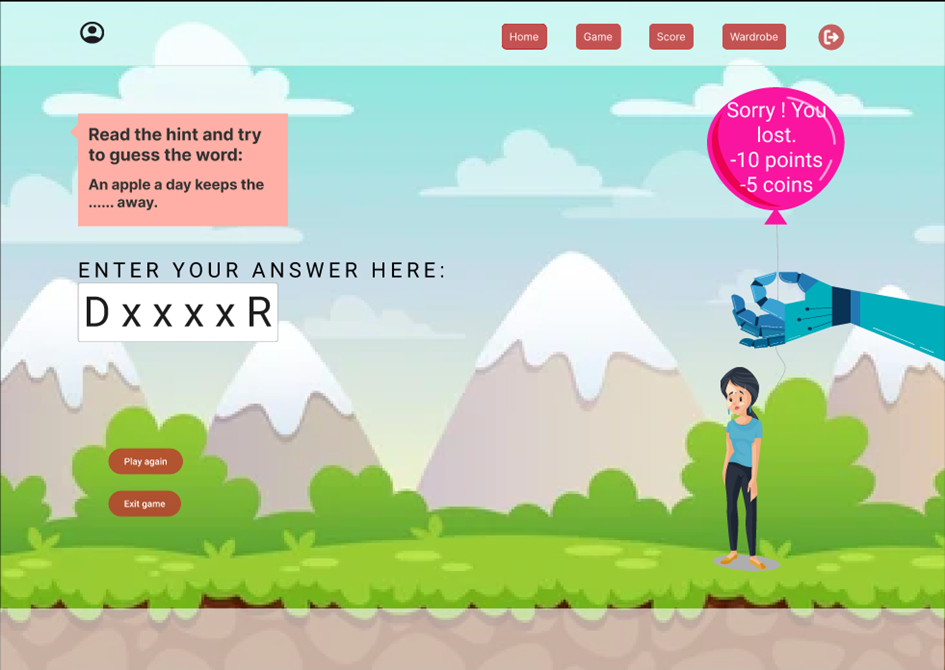 Home Game Score Wardrobe
Read the hint and try
to guess the word:
An apple a day keeps the
...... away.
Sorry ! You
lost.
-10 points
-5 coins
ENTER YOUR ANSWER HERE:
D x x x x R
Play again
Exit game